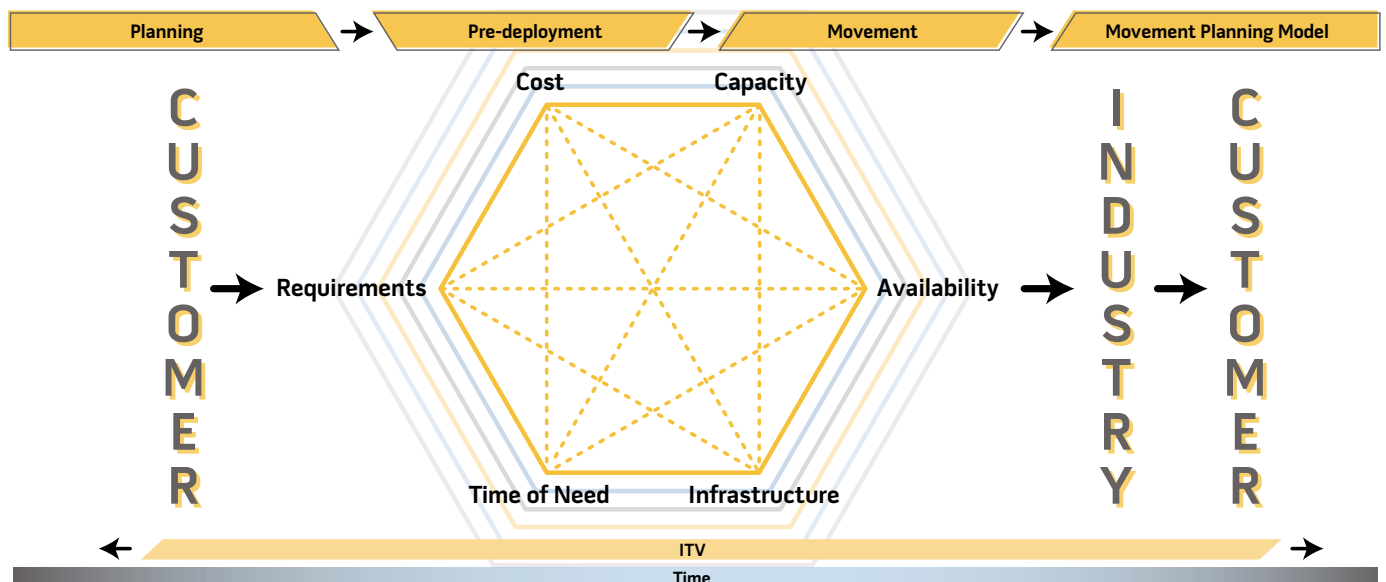 Planning
Pre-deployment
Movement
Movement Planning Model
CUSTOMER
Cost
Capacity
Requirements
Availability
Time of Need
Infrastructure
INDUSTRY
CUSTOMER
ITV
Time